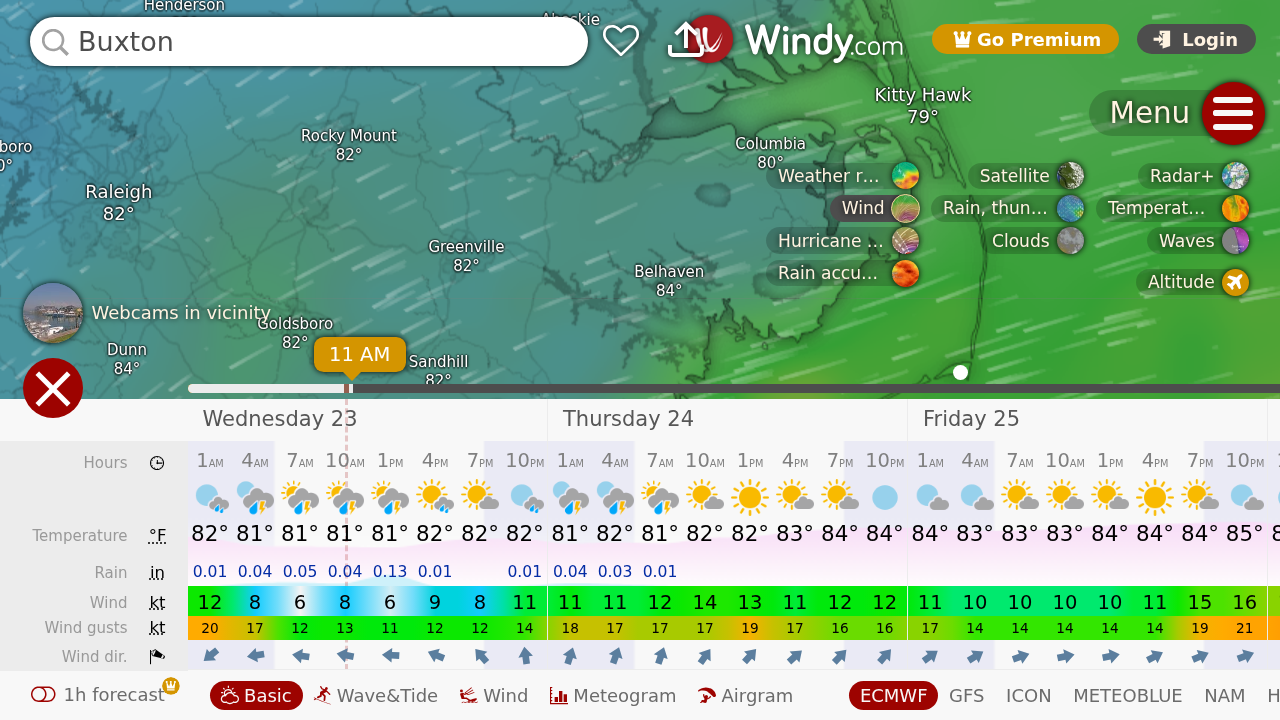 Henderson
Ahoskie
Buxton
Windy.com
Go Premium
Login
Kitty Hawk
79°
Menu
boro
0°
Rocky Mount
82°
Columbia
80°
Raleigh
82°
Weather r...
Satellite
Radar+
Wind
Rain, thun...
Temperat...
Hurricane ...
Clouds
Waves
Rain accu...
Altitude
Greenville
82°
Belhaven
84°
Webcams in vicinity
Goldsboro
82°
Dunn
84°
Sandhill
82°
11 AM
Wednesday 23 Thursday 24 Friday 25
Hours 1AM 4AM 7AM 10AM 1PM 4PM 7PM 10PM 1AM 4AM 7AM 10AM 1PM 4PM 7PM 10PM 1AM 4AM 7AM 10AM 1PM 4PM 7PM 10PM 1
Temperature °F 82° 81° 81° 81° 81° 82° 82° 82° 81° 82° 81° 82° 82° 83° 84° 84° 84° 83° 83° 83° 84° 84° 84° 85° 8
Rain in 0.01 0.04 0.05 0.04 0.13 0.01 0.01 0.04 0.03 0.01
Wind kt 12 8 6 8 6 9 8 11 11 11 12 14 13 11 12 12 11 10 10 10 10 11 15 16
Wind gusts kt 20 17 12 13 11 12 12 14 18 17 17 17 19 17 16 16 17 14 14 14 14 14 19 21
Wind dir.
1h forecast Basic Wave&Tide Wind Meteogram Airgram ECMWF GFS ICON METEOBLUE NAM H